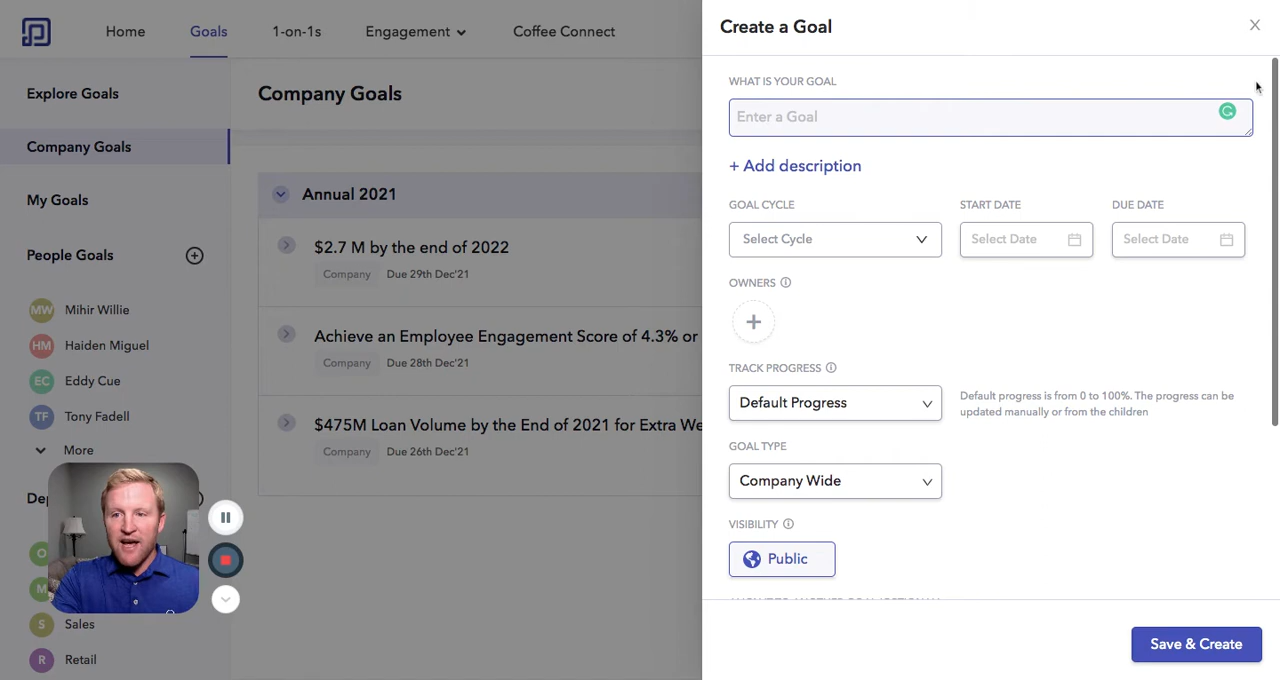 Home Goals 1-on-1s Engagement Coffee Connect
Explore Goals
Company Goals
My Goals
People Goals
MW Mihir Willie
HM Haiden Miguel
EC Eddy Cue
TF Tony Fadell
More
De
O
M
S Sales
R Retail
Company Goals
Annual 2021
$2.7 M by the end of 2022
Company Due 29th Dec'21
Achieve an Employee Engagement Score of 4.3% or
Company Due 28th Dec'21
$475M Loan Volume by the End of 2021 for Extra We
Company Due 26th Dec'21
Create a Goal
WHAT IS YOUR GOAL
Enter a Goal
+ Add description
GOAL CYCLE START DATE DUE DATE
Select Cycle Select Date Select Date
OWNERS
TRACK PROGRESS
Default Progress
Default progress is from 0 to 100%. The progress can be
updated manually or from the children
GOAL TYPE
Company Wide
VISIBILITY
Public
Save & Create